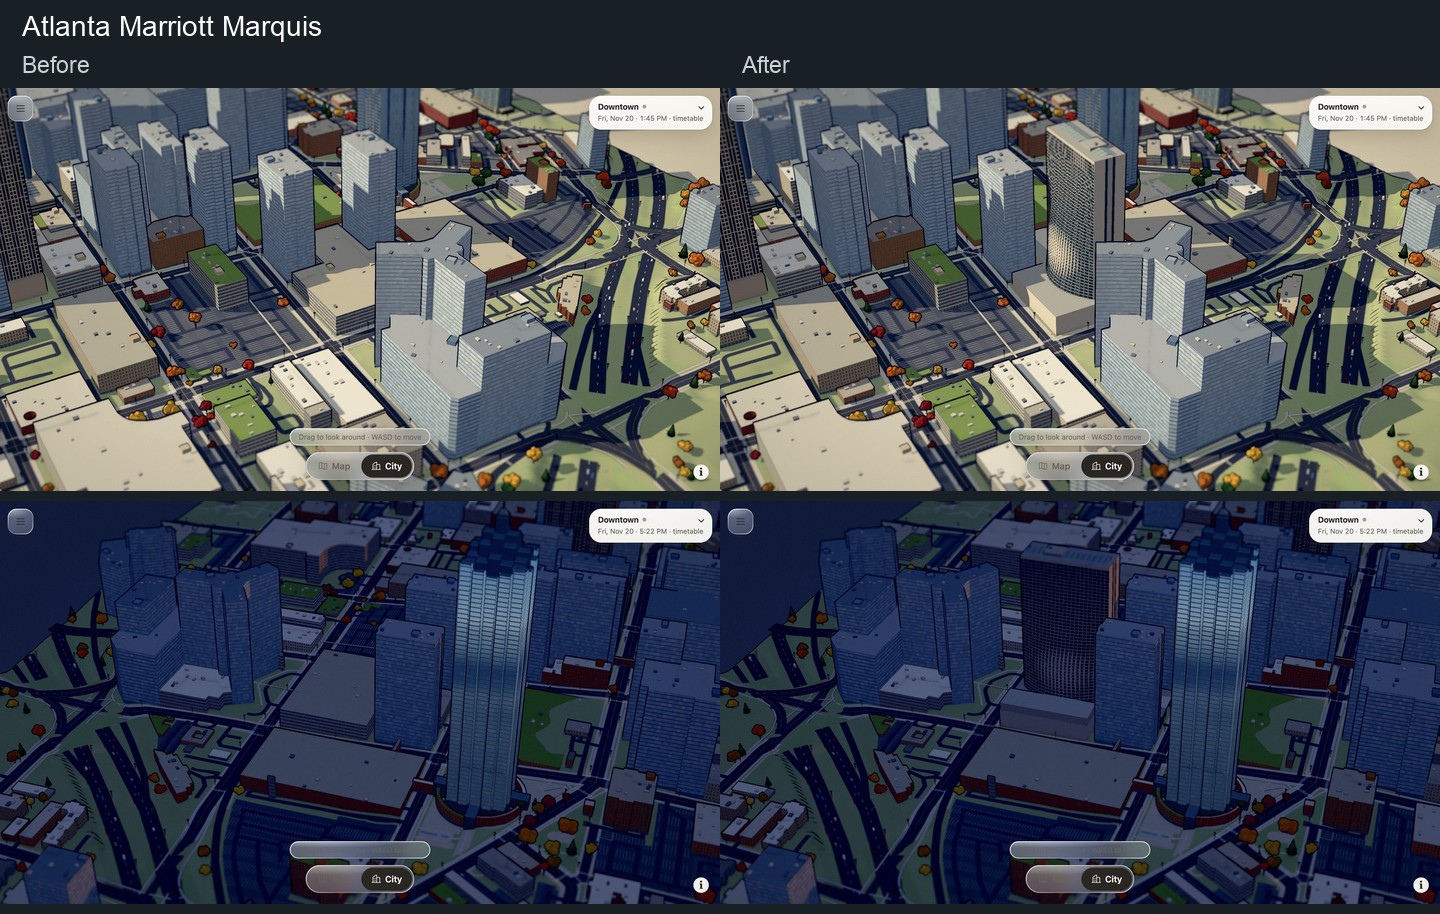 Atlanta Marriott Marquis
Before
After
Downtown
Fri, Nov 20 · 1:45 PM · timetable
Drag to look around · WASD to move
Map
City
i
Downtown
Fri, Nov 20 · 1:45 PM · timetable
Drag to look around · WASD to move
Map
City
i
Downtown
Fri, Nov 20 · 5:22 PM · timetable
City
i
Downtown
Fri, Nov 20 · 5:22 PM · timetable
City
i